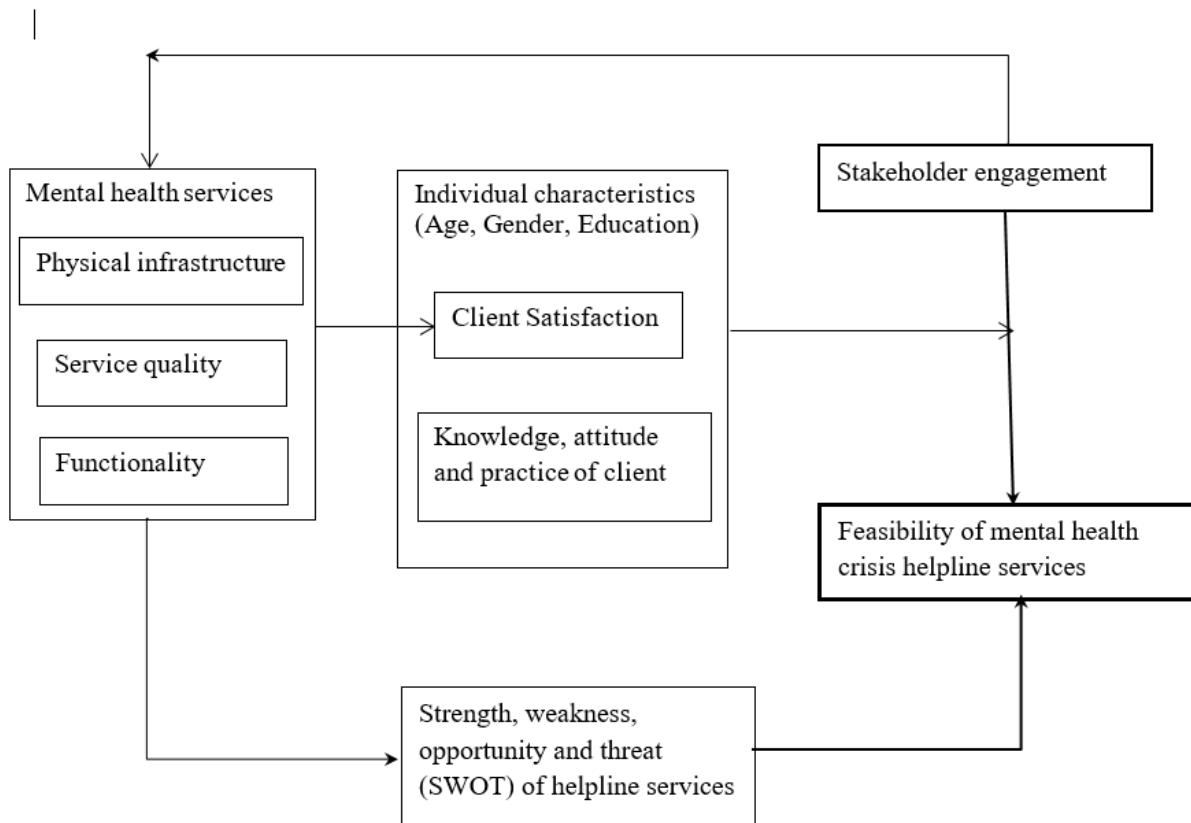 Stakeholder engagement
Mental health services
Physical infrastructure
Service quality
Functionality
Individual characteristics
(Age, Gender, Education)
Client Satisfaction
Knowledge, attitude
and practice of client
Feasibility of mental health
crisis helpline services
Strength, weakness,
opportunity and threat
(SWOT) of helpline services